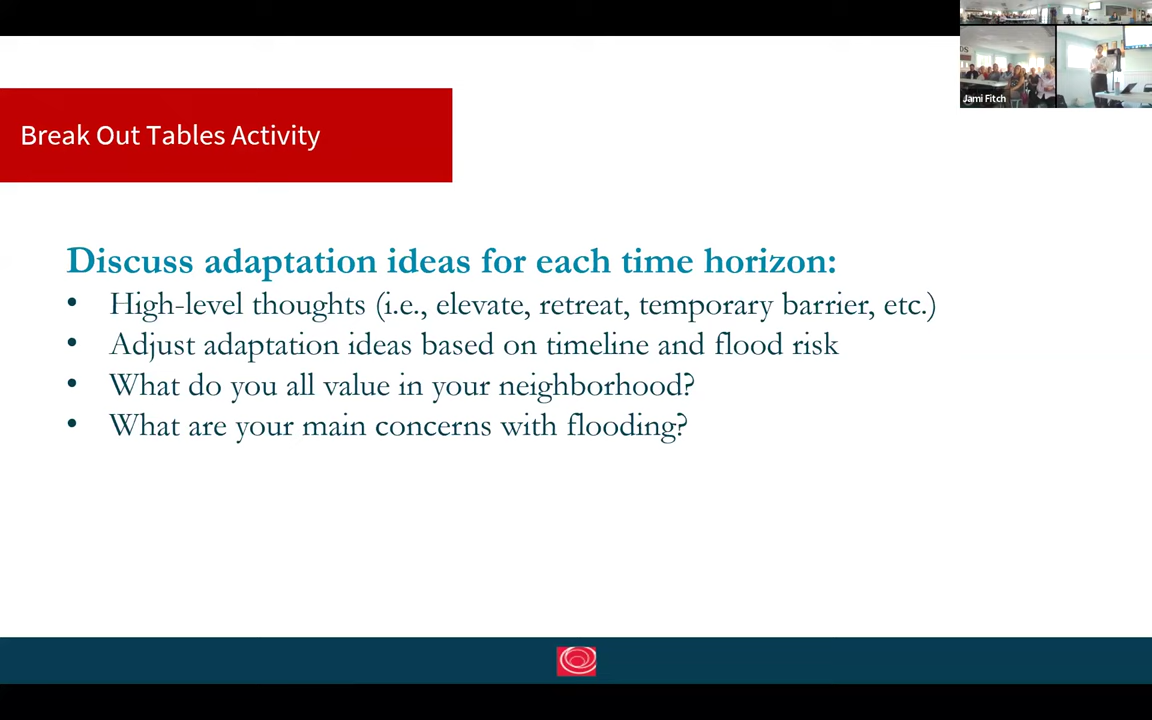 Break Out Tables Activity
Jami Fitch
Discuss adaptation ideas for each time horizon:
• High-level thoughts (i.e., elevate, retreat, temporary barrier, etc.)
• Adjust adaptation ideas based on timeline and flood risk
• What do you all value in your neighborhood?
• What are your main concerns with flooding?